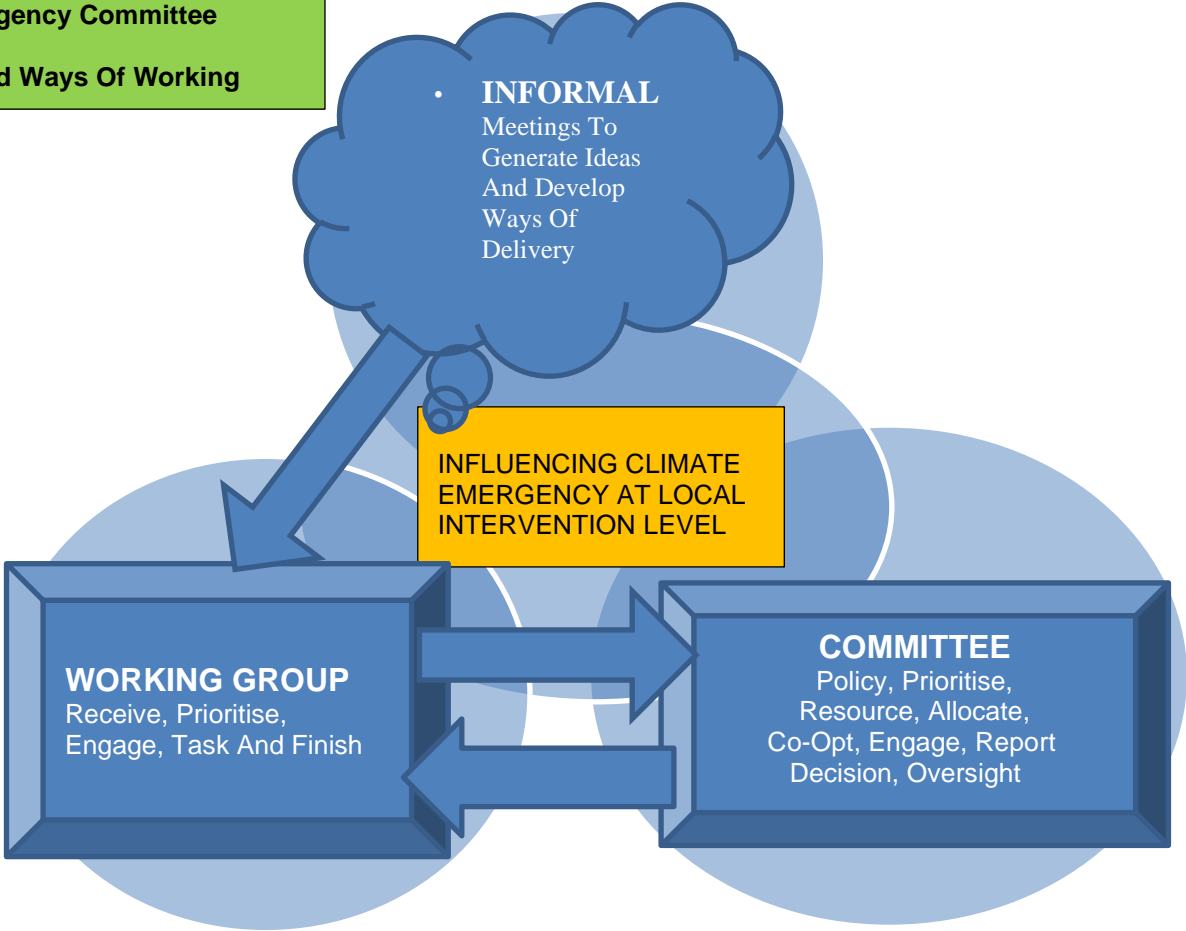 gency Committee
d Ways Of Working
• INFORMAL
Meetings To
Generate Ideas
And Develop
Ways Of
Delivery
INFLUENCING CLIMATE
EMERGENCY AT LOCAL
INTERVENTION LEVEL
WORKING GROUP
Receive, Prioritise,
Engage, Task And Finish
COMMITTEE
Policy, Prioritise,
Resource, Allocate,
Co-Opt, Engage, Report
Decision, Oversight